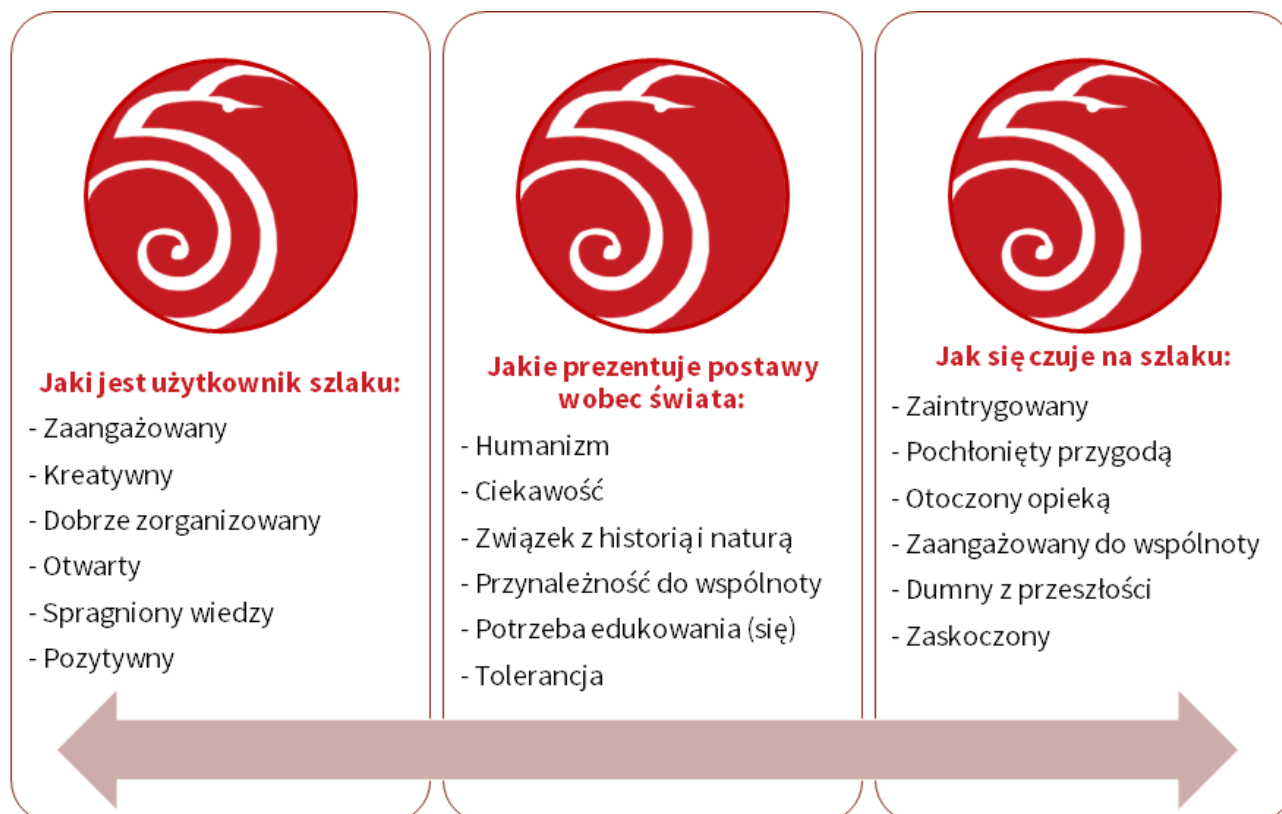 Jaki jest użytkownik szlaku:
- Zaangażowany
- Kreatywny
- Dobrze zorganizowany
- Otwarty
- Spragniony wiedzy
- Pozytywny
Jakie prezentuje postawy
wobec świata:
- Humanizm
- Ciekawość
- Związek z historią i naturą
- Przynależność do wspólnoty
- Potrzeba edukowania (się)
- Tolerancja
Jak się czuje na szlaku:
- Zaintrygowany
- Pochłonięty przygodą
- Otoczony opieką
- Zaangażowany do wspólnoty
- Dumny z przeszłości
- Zaskoczony